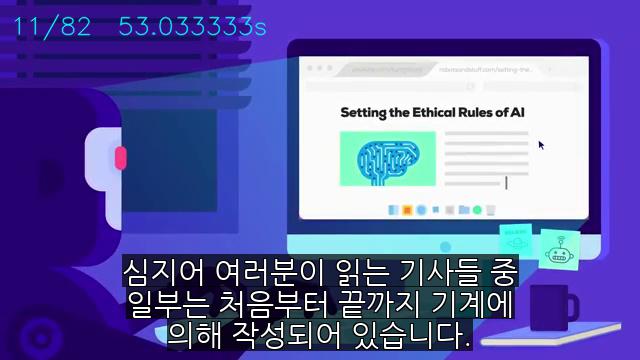 11/82 53.033333s
robotsandstuff.com/setting-the...
Setting the Ethical Rules of AI
심지어 여러분이 읽는 기사들 중
일부는 처음부터 끝까지 기계에
의해 작성되어 있습니다.